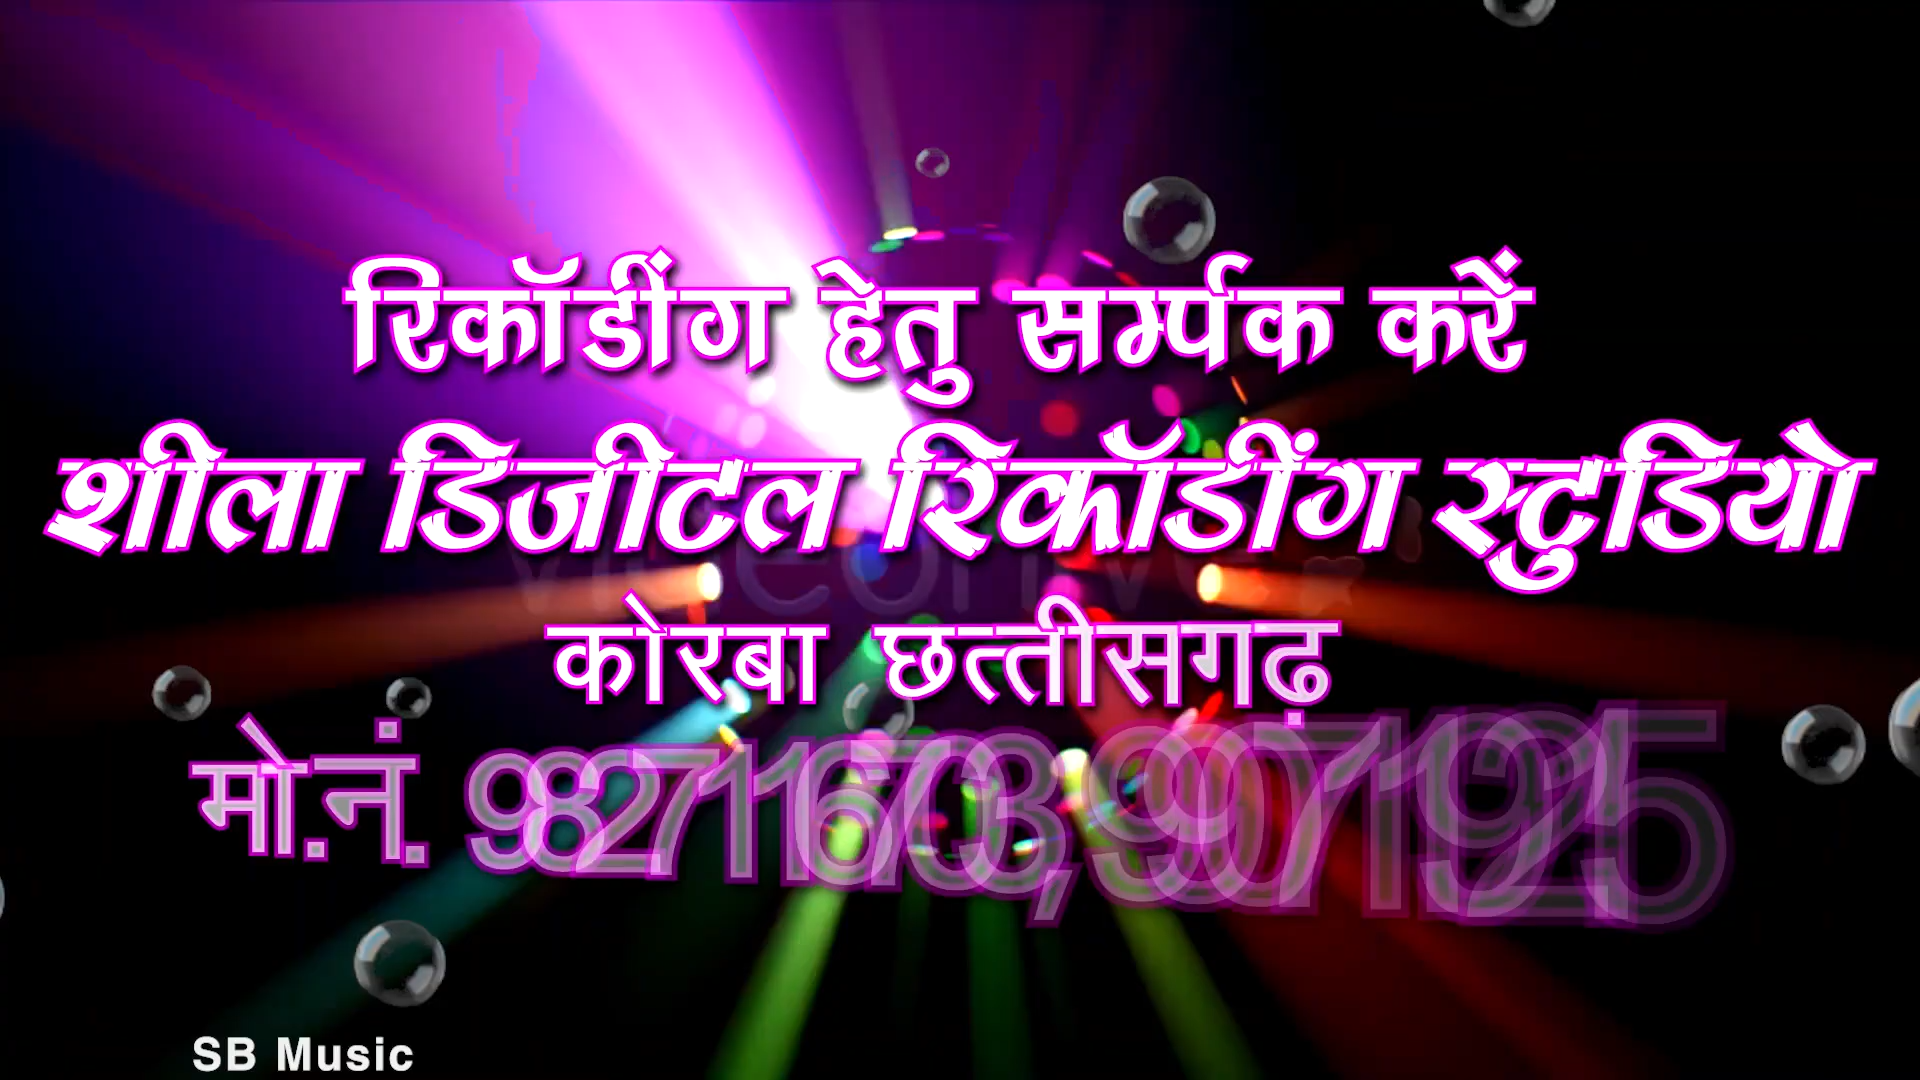 रिकॉडींग हेतु सर्म्पक करें
शीला डिजीटल रिकॉडींग स्टुडियो
कोरबा छत्तीसगढ़
मो.नं.
SB Music